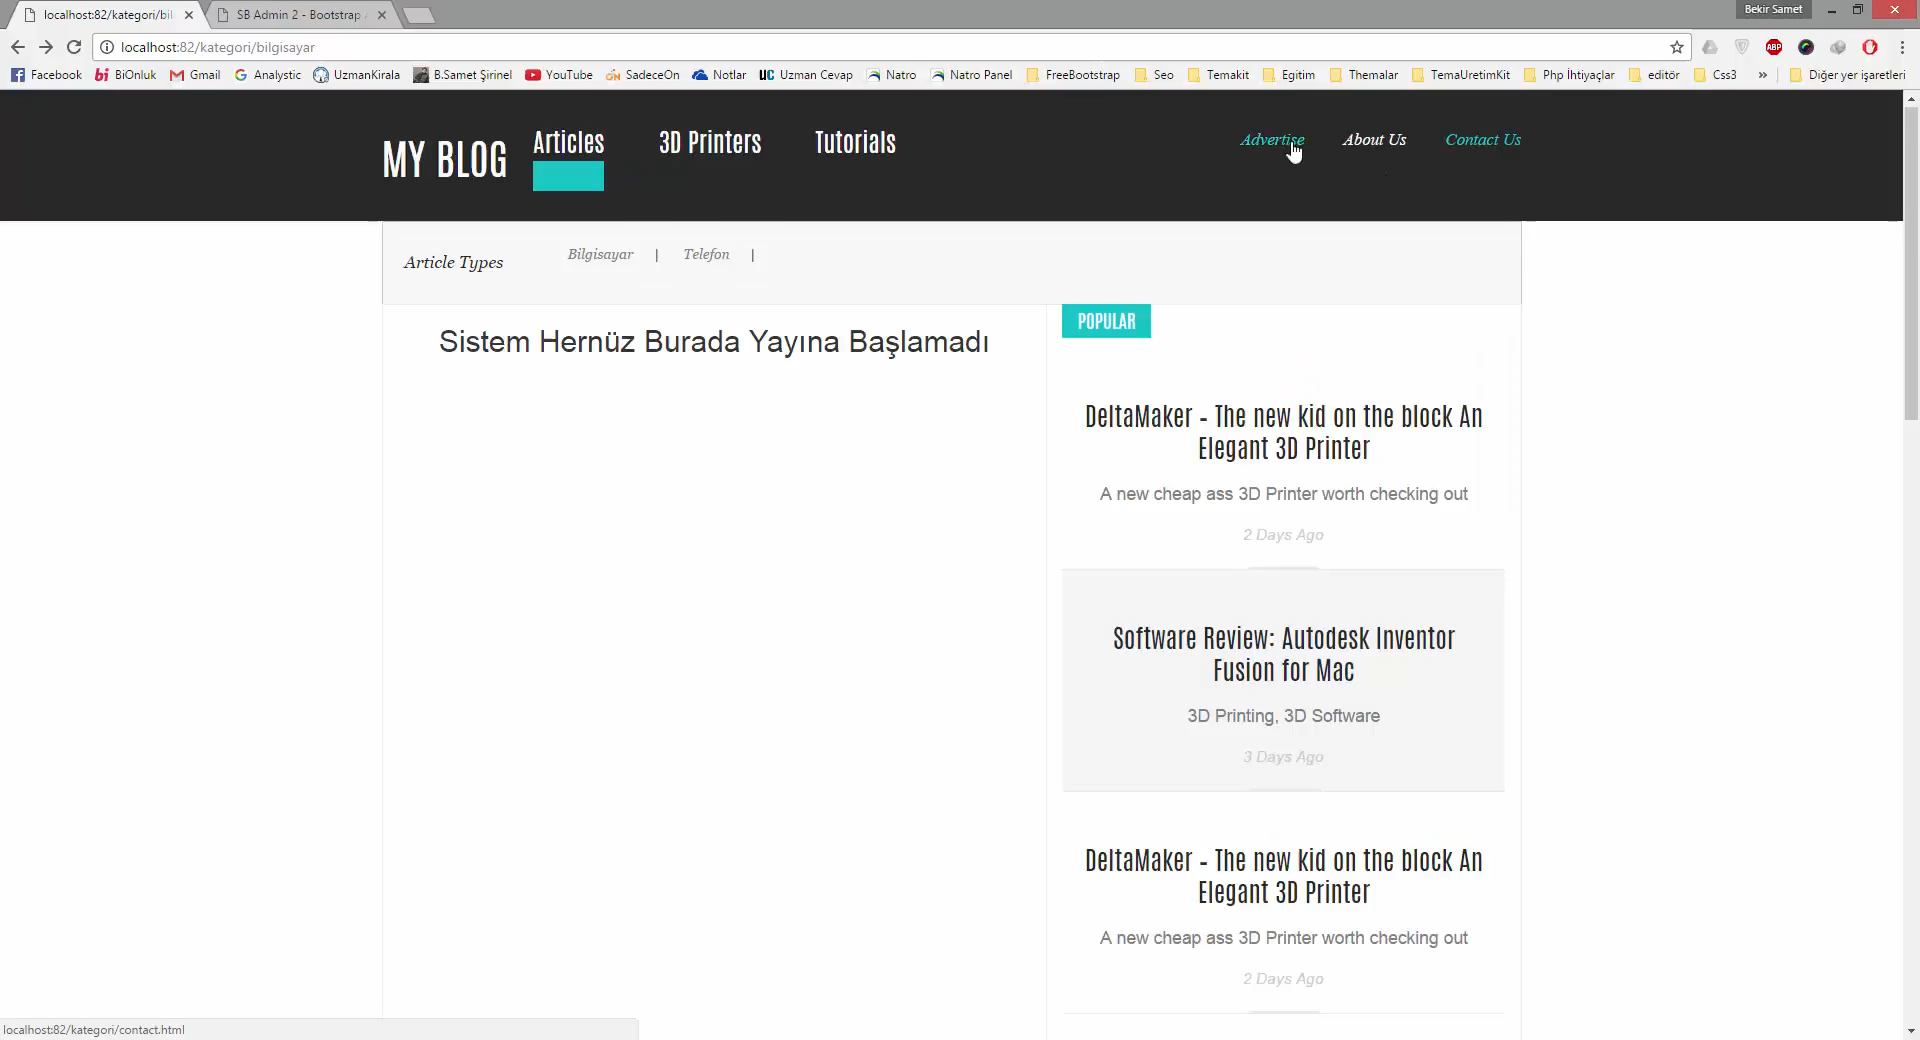 localhost:82/kategori/bil
SB Admin 2 - Bootstrap
Bekir Samet
localhost:82/kategori/bilgisayar
Facebook
BiOnluk
Gmail
Analystic
UzmanKirala
B.Samet Şirinel
YouTube
SadeceOn
Notlar
Uzman Cevap
Natro
Natro Panel
FreeBootstrap
Seo
Temakit
Egitim
Themalar
TemaUretimKit
Php İhtiyaçlar
editör
Css3
»
Diğer yer işaretleri
MY BLOG
Articles
3D Printers
Tutorials
Advertise
About Us
Contact Us
Article Types
Bilgisayar |
Telefon |
Sistem Hernüz Burada Yayına Başlamadı
POPULAR
DeltaMaker – The new kid on the block An
Elegant 3D Printer
A new cheap ass 3D Printer worth checking out
2 Days Ago
Software Review: Autodesk Inventor
Fusion for Mac
3D Printing, 3D Software
3 Days Ago
DeltaMaker – The new kid on the block An
Elegant 3D Printer
A new cheap ass 3D Printer worth checking out
2 Days Ago
localhost:82/kategori/contact.html